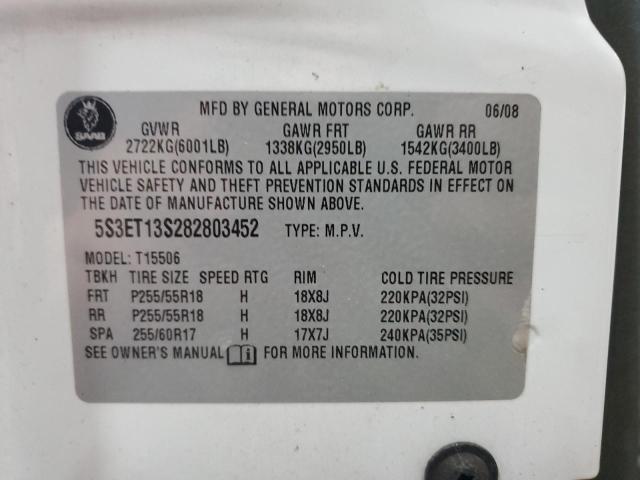 MFD BY GENERAL MOTORS CORP. 06/08
SAAB
GVWR GAWR FRT GAWR RR
2722KG(6001LB) 1338KG(2950LB) 1542KG(3400LB)
THIS VEHICLE CONFORMS TO ALL APPLICABLE U.S. FEDERAL MOTOR
VEHICLE SAFETY AND THEFT PREVENTION STANDARDS IN EFFECT ON
THE DATE OF MANUFACTURE SHOWN ABOVE.
5S3ET13S282803452 TYPE: M.P.V.
MODEL: T15506
TBKH TIRE SIZE SPEED RTG RIM COLD TIRE PRESSURE
FRT P255/55R18 H 18X8J 220KPA(32PSI)
RR P255/55R18 H 18X8J 220KPA(32PSI)
SPA 255/60R17 H 17X7J 240KPA(35PSI)
SEE OWNER'S MANUAL FOR MORE INFORMATION.